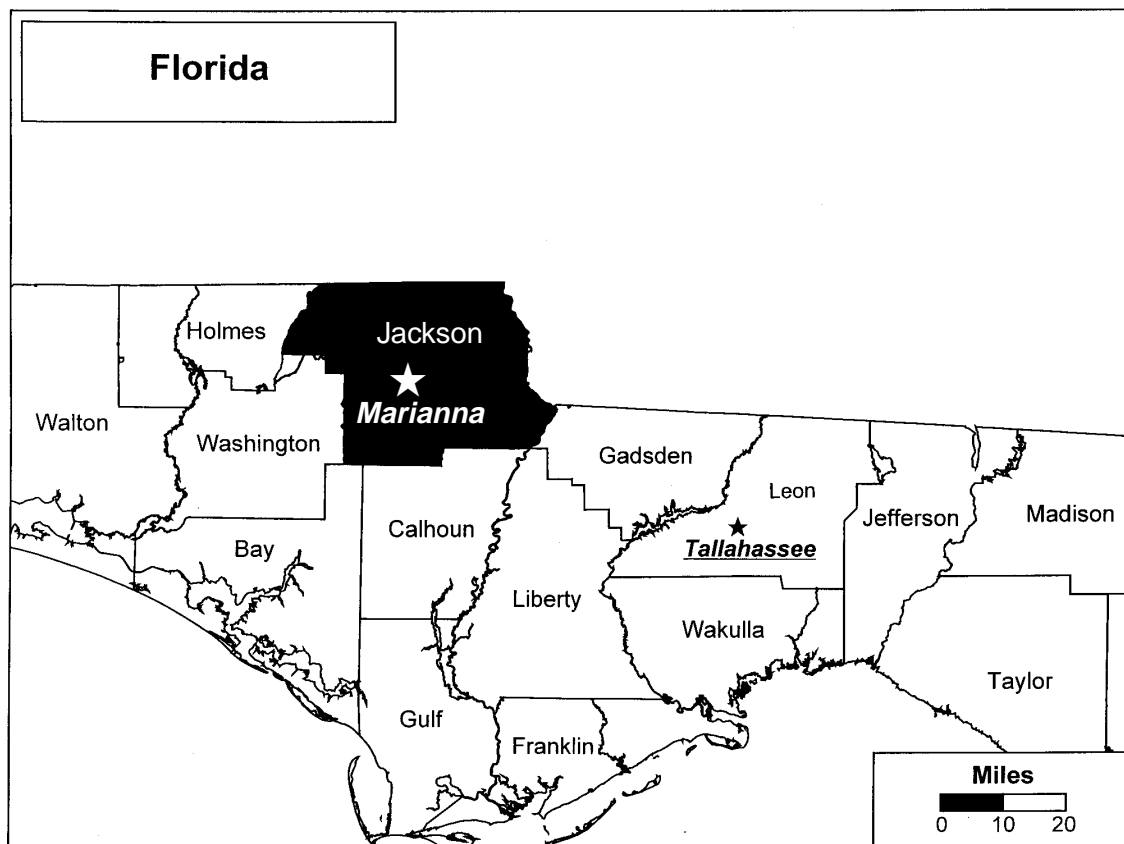 Florida
Holmes
Jackson
Marianna
Walton
Washington
Gadsden
Leon
Calhoun
Jefferson
Madison
Bay
Tallahassee
Liberty
Wakulla
Taylor
Gulf
Franklin
Miles
0 10 20